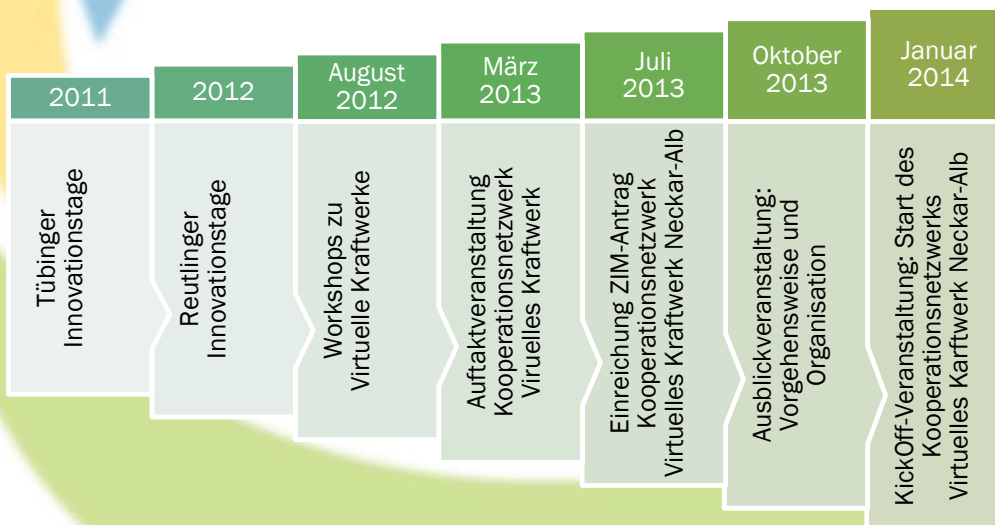 2011
Tübinger
Innovationstage
2012
Reutlinger
Innovationstage
August
2012
Workshops zu
Virtuelle Kraftwerke
März
2013
Auftaktveranstaltung
Kooperationsnetzwerk
Viruelles Kraftwerk
Juli
2013
Einreichung ZIM-Antrag
Kooperationsnetzwerk
Virtuelles Kraftwerk Neckar-Alb
Oktober
2013
Ausblickveranstaltung:
Vorgehensweise und
Organisation
Januar
2014
KickOff-Veranstaltung: Start des
Kooperationsnetzwerks
Virtuelles Karftwerk Neckar-Alb